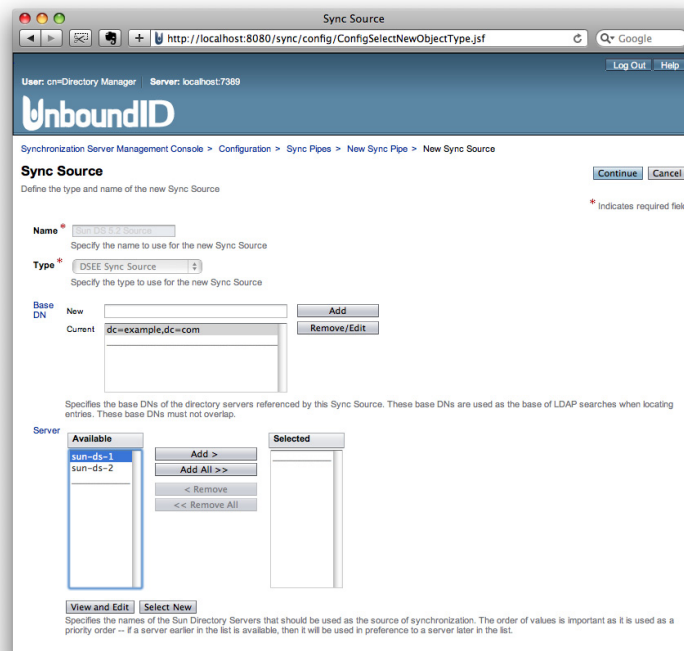 Sync Source
http://localhost:8080/sync/config/ConfigSelectNewObjectType.jsf
Google
Log Out Help
User: cn=Directory Manager Server: localhost:7389
UnboundID
Synchronization Server Management Console > Configuration > Sync Pipes > New Sync Pipe > New Sync Source
Sync Source
Continue Cancel
Define the type and name of the new Sync Source
* Indicates required fiel
Name * Sun DS 5.2 Source
Specify the name to use for the new Sync Source
Type * DSEE Sync Source
Specify the type to use for the new Sync Source
Base DN
New Add
Current dc=example,dc=com Remove/Edit
Specifies the base DNs of the directory servers referenced by this Sync Source. These base DNs are used as the base of LDAP searches when locating
entries. These base DNs must not overlap.
Server
Available Selected
sun-ds-1 Add >
sun-ds-2 Add All >>
< Remove
<< Remove All
View and Edit Select New
Specifies the names of the Sun Directory Servers that should be used as the source of synchronization. The order of values is important as it is used as a
priority order -- if a server earlier in the list is available, then it will be used in preference to a server later in the list.